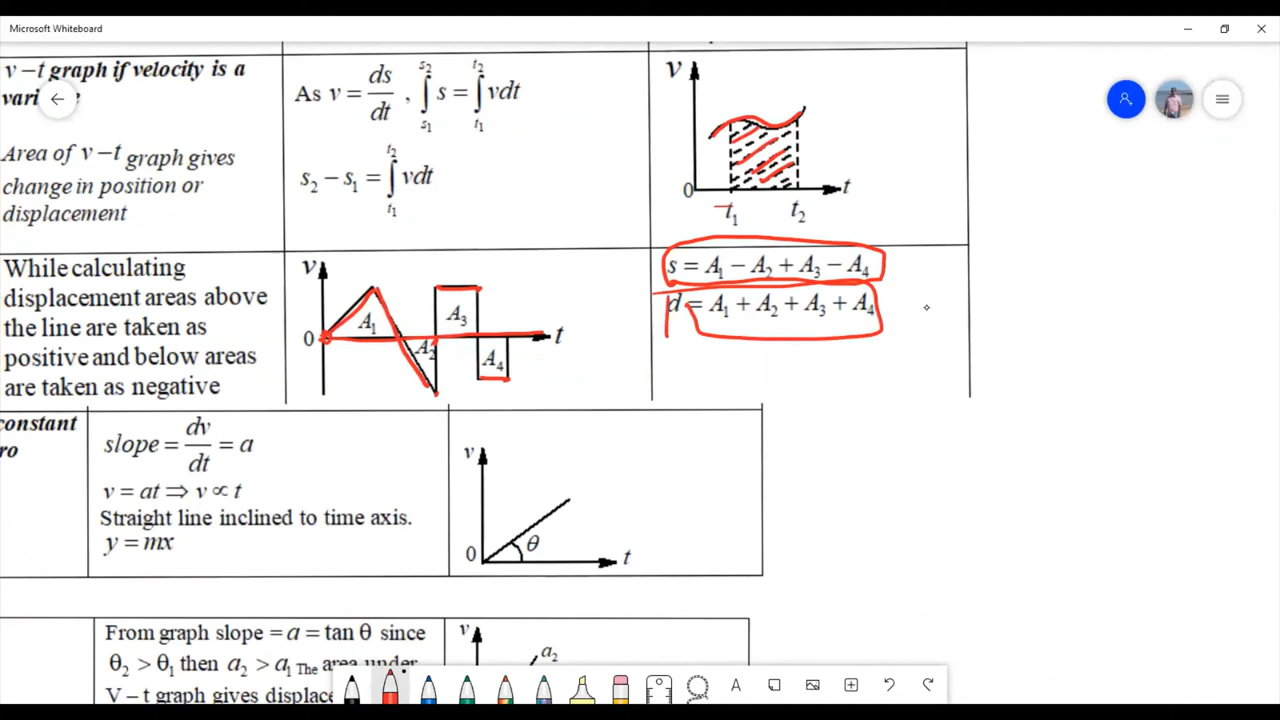 Microsoft Whiteboard
v – t graph if velocity is a
Area of v – t graph gives
change in position or
displacement
As v = ds/dt , ∫_{s₁}^{s₂} s = ∫_{t₁}^{t₂} vdt
s₂ – s₁ = ∫_{t₁}^{t₂} vdt
v
0
t₁
t₂
t
While calculating
displacement areas above
the line are taken as
positive and below areas
are taken as negative
v
0
A₁
A₂
A₃
A₄
t
s = A₁ – A₂ + A₃ – A₄
d = A₁ + A₂ + A₃ + A₄
constant
slope = dv/dt = a
v = at ⇒ v ∝ t
Straight line inclined to time axis.
y = mx
v
0
θ
t
From graph slope = a = tan θ since
θ₂ > θ₁ then a₂ > a₁ The area under
V – t graph gives
v
a₂
A